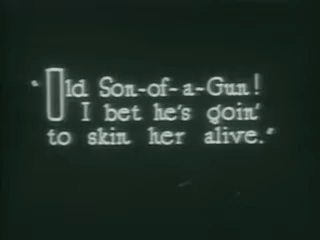 "Old Son-of-a-Gun!
I bet he's goin'
to skin her alive."